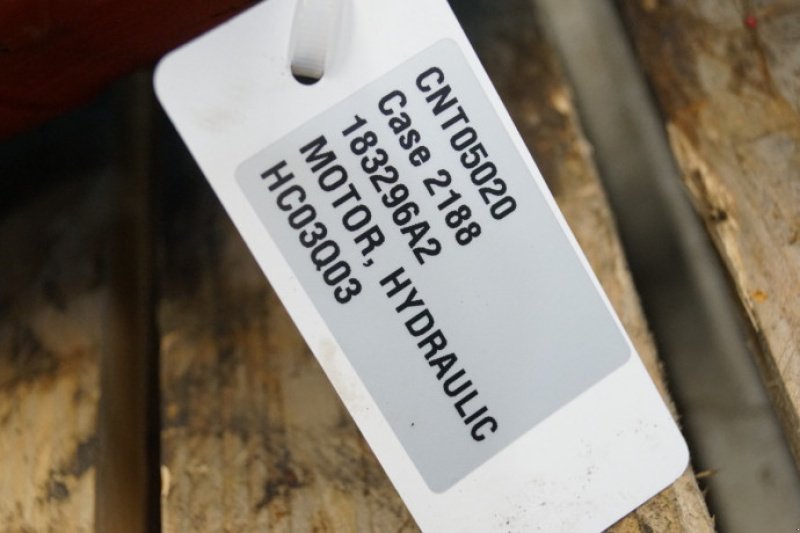 CNT05020
Case 2188
183296A2
MOTOR, HYDRAULIC
HC03Q03